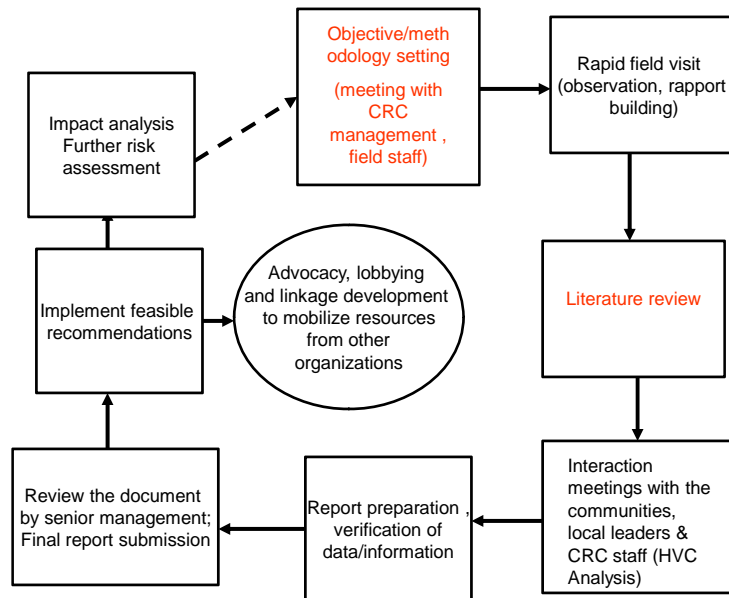 Objective/meth
odology setting
(meeting with
CRC
management ,
field staff)
Rapid field visit
(observation, rapport
building)
Literature review
Interaction
meetings with the
communities,
local leaders &
CRC staff (HVC
Analysis)
Report preparation ,
verification of
data/information
Review the document
by senior management;
Final report submission
Implement feasible
recommendations
Advocacy, lobbying
and linkage development
to mobilize resources
from other
organizations
Impact analysis
Further risk
assessment